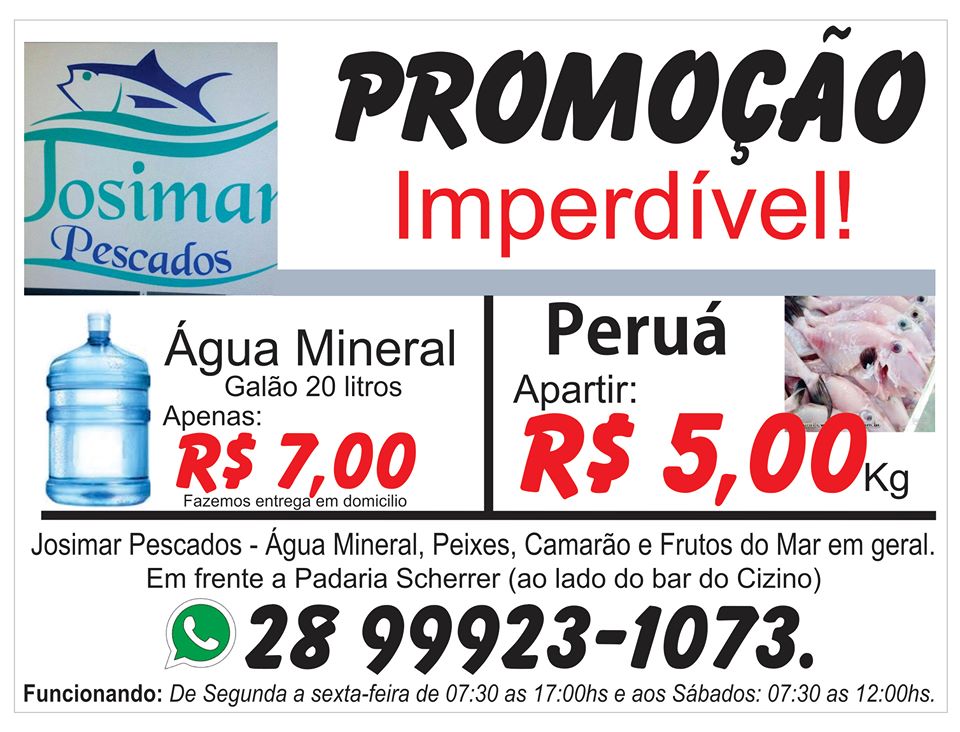 Josimar
Pescados
PROMOÇÃO
Imperdível!
Água Mineral
Galão 20 litros
Apenas:
R$ 7,00
Fazemos entrega em domicilio
Peruá
Apartir:
R$ 5,00Kg
Josimar Pescados - Água Mineral, Peixes, Camarão e Frutos do Mar em geral.
Em frente a Padaria Scherrer (ao lado do bar do Cizino)
28 99923-1073.
Funcionando: De Segunda a sexta-feira de 07:30 as 17:00hs e aos Sábados: 07:30 as 12:00hs.